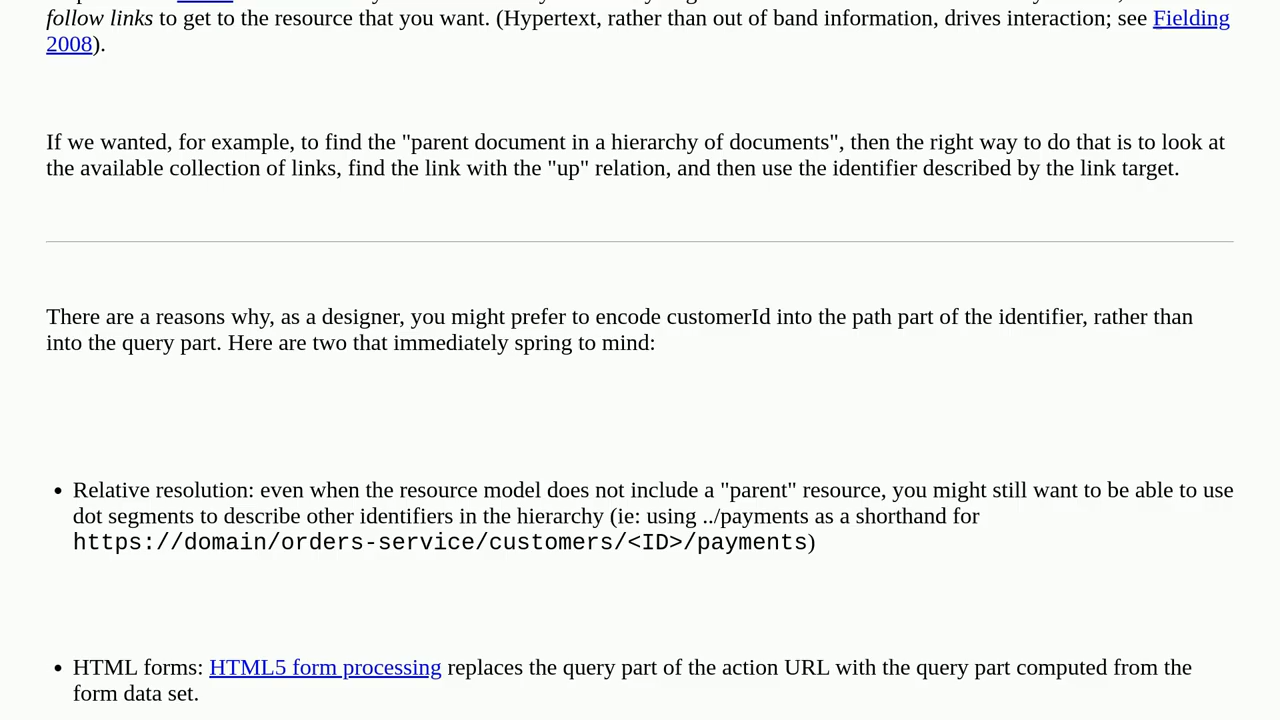 follow links to get to the resource that you want. (Hypertext, rather than out of band information, drives interaction; see Fielding
2008).
If we wanted, for example, to find the "parent document in a hierarchy of documents", then the right way to do that is to look at
the available collection of links, find the link with the "up" relation, and then use the identifier described by the link target.
There are a reasons why, as a designer, you might prefer to encode customerId into the path part of the identifier, rather than
into the query part. Here are two that immediately spring to mind:
• Relative resolution: even when the resource model does not include a "parent" resource, you might still want to be able to use
dot segments to describe other identifiers in the hierarchy (ie: using ../payments as a shorthand for
https://domain/orders-service/customers/<ID>/payments)
• HTML forms: HTML5 form processing replaces the query part of the action URL with the query part computed from the
form data set.